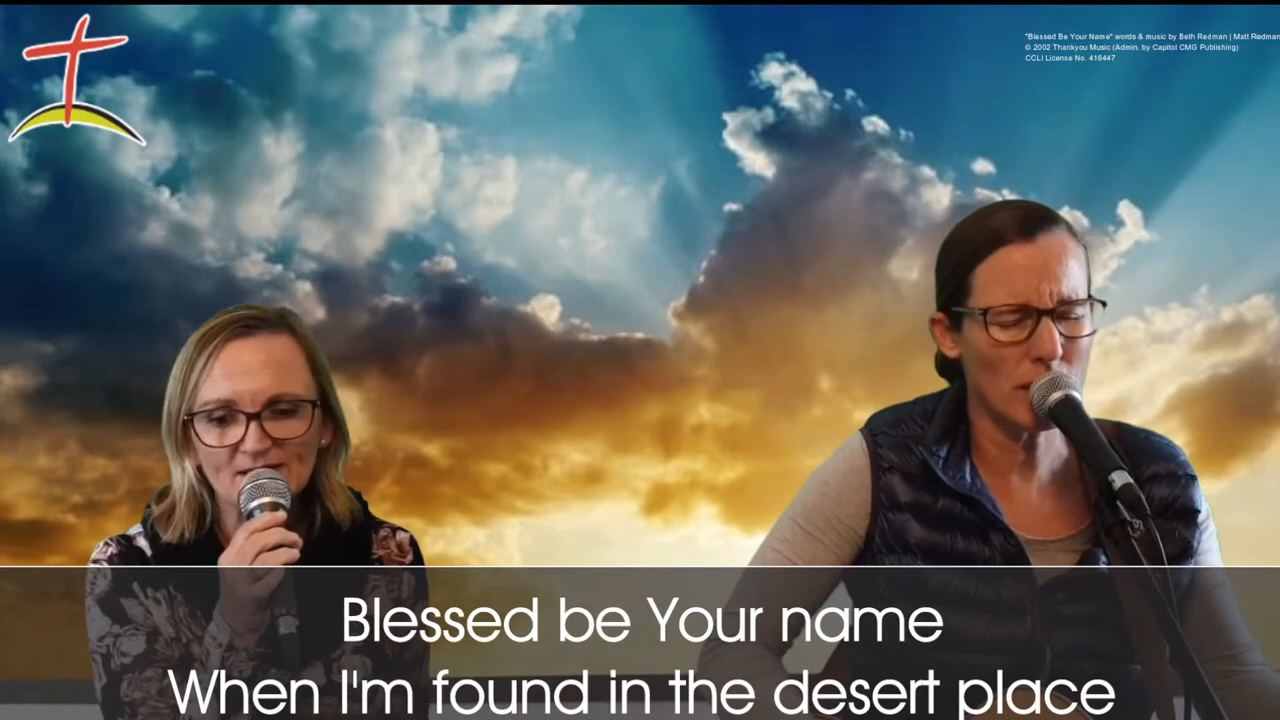 "Blessed Be Your Name" words & music by Beth Redman | Matt Redman
© 2002 Thankyou Music (Admin. by Capitol CMG Publishing)
CCLI License No. 416447
Blessed be Your name
When I'm found in the desert place